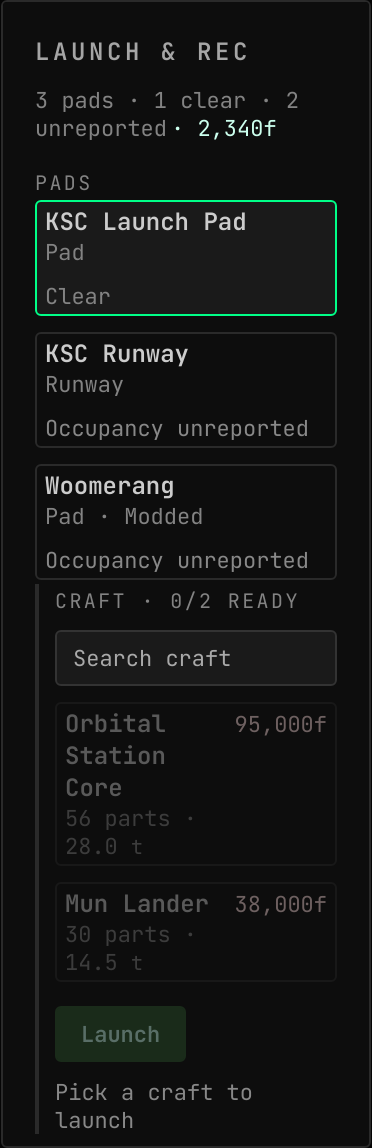 LAUNCH & REC
3 pads · 1 clear · 2
unreported · 2,340f
PADS
KSC Launch Pad
Pad
Clear
KSC Runway
Runway
Occupancy unreported
Woomerang
Pad · Modded
Occupancy unreported
CRAFT · 0/2 READY
Search craft
Orbital 95,000f
Station
Core
56 parts ·
28.0 t
Mun Lander 38,000f
30 parts ·
14.5 t
Launch
Pick a craft to
launch